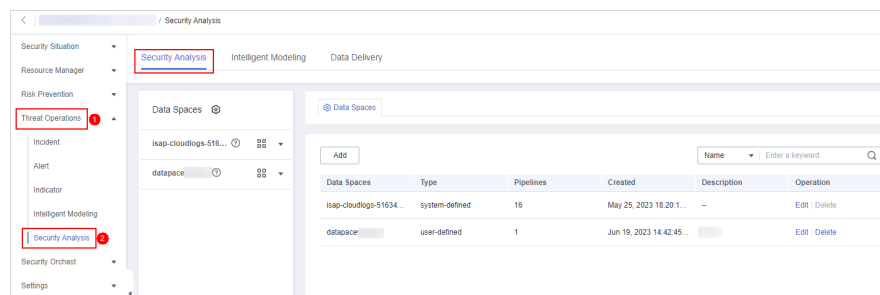 / Security Analysis
Security Situation
Resource Manager
Risk Prevention
Threat Operations 1
Incident
Alert
Indicator
Intelligent Modeling
Security Analysis 2
Security Orchest
Settings
Security Analysis Intelligent Modeling Data Delivery
Data Spaces
isap-cloudlogs-516...
datapace
Data Spaces
Add Name Enter a keyword.
Data Spaces Type Pipelines Created Description Operation
isap-cloudlogs-51634... system-defined 16 May 25, 2023 18:20:1... -- Edit Delete
datapace user-defined 1 Jun 19, 2023 14:42:45... Edit Delete